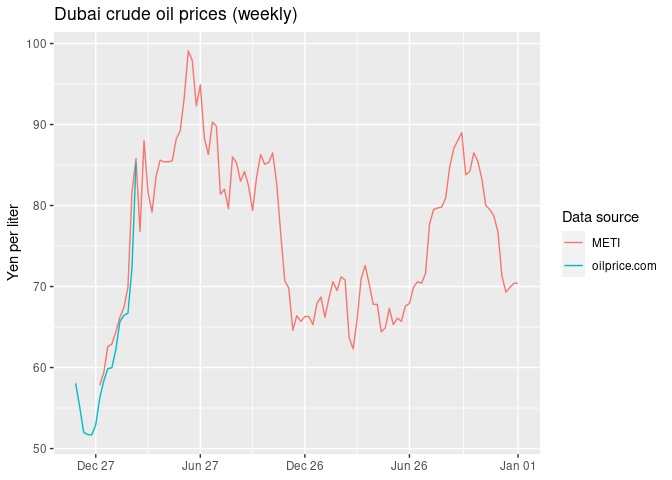 Dubai crude oil prices (weekly)
100
90
80
70
60
50
Yen per liter
Dec 27
Jun 27
Dec 26
Jun 26
Jan 01
Data source
METI
oilprice.com